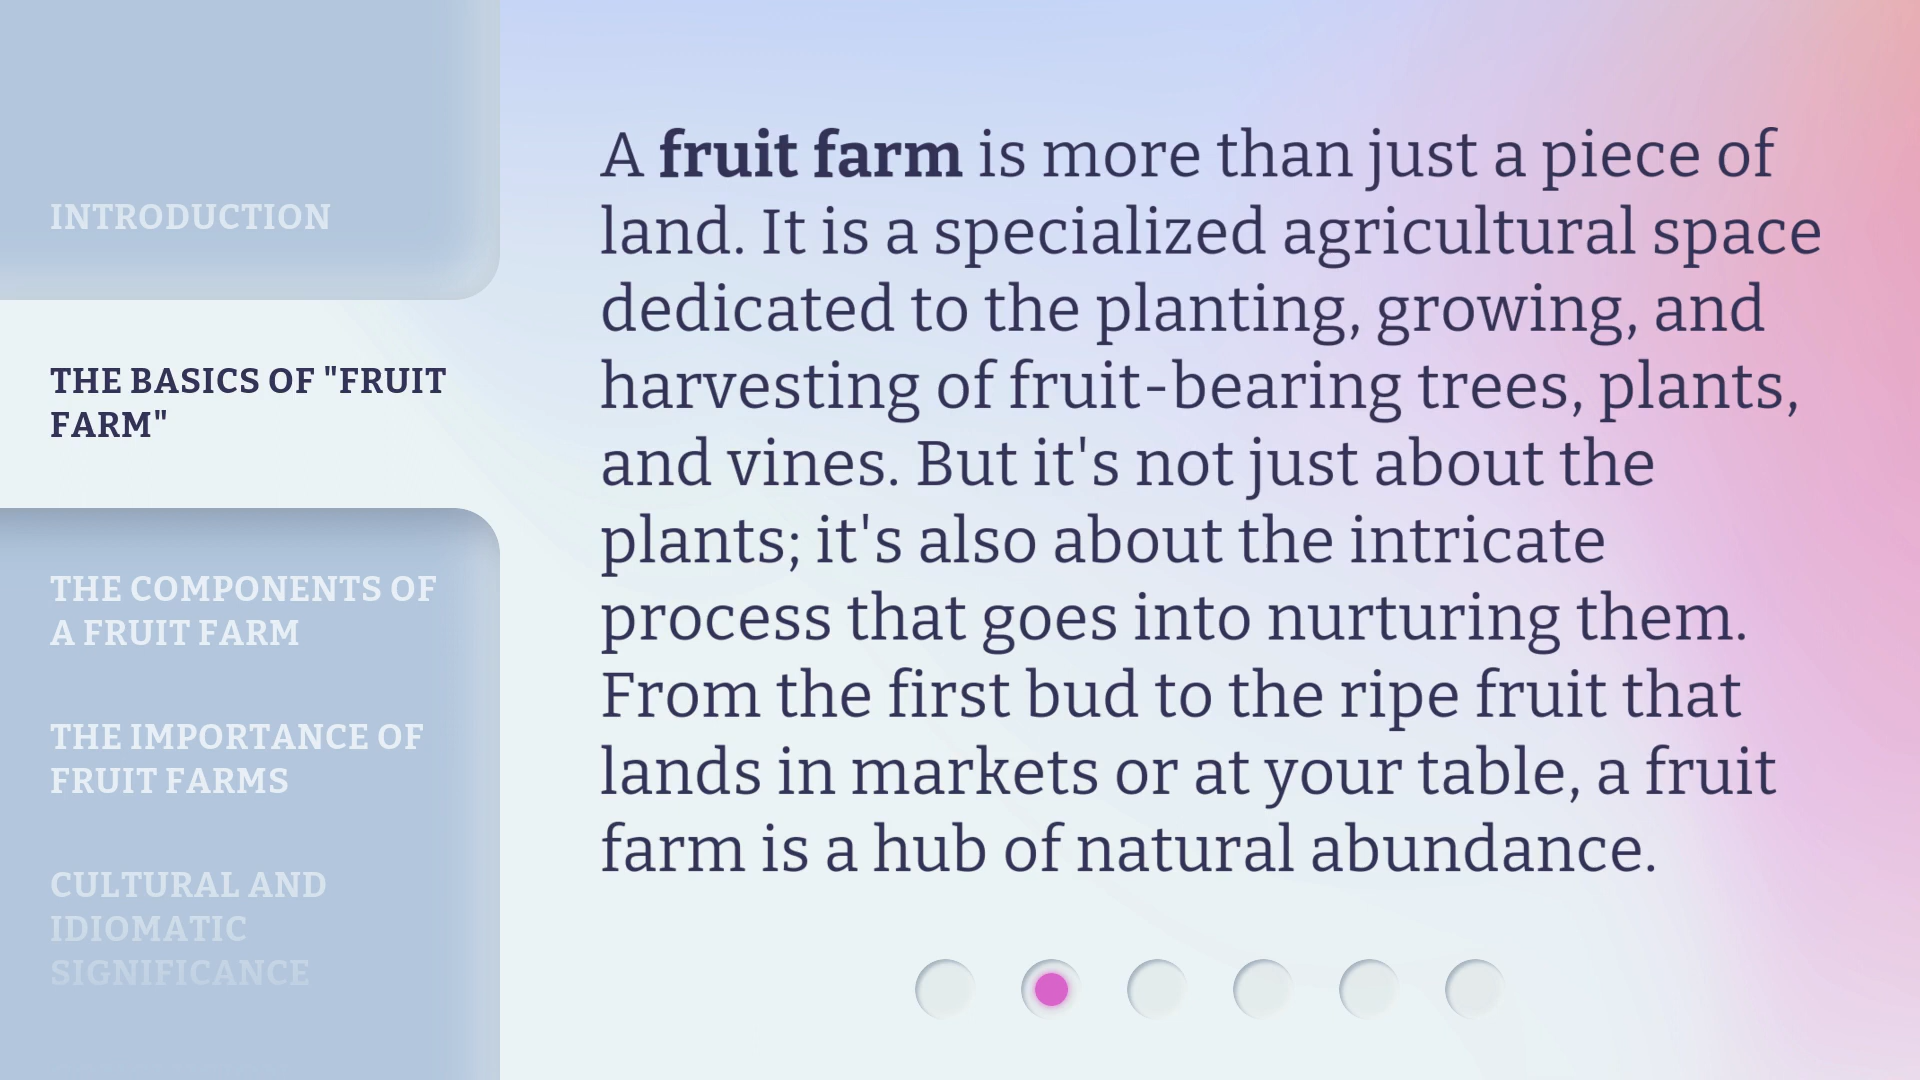 INTRODUCTION
THE BASICS OF "FRUIT
FARM"
THE COMPONENTS OF
A FRUIT FARM
THE IMPORTANCE OF
FRUIT FARMS
CULTURAL AND
IDIOMATIC
SIGNIFICANCE
A fruit farm is more than just a piece of
land. It is a specialized agricultural space
dedicated to the planting, growing, and
harvesting of fruit-bearing trees, plants,
and vines. But it's not just about the
plants; it's also about the intricate
process that goes into nurturing them.
From the first bud to the ripe fruit that
lands in markets or at your table, a fruit
farm is a hub of natural abundance.